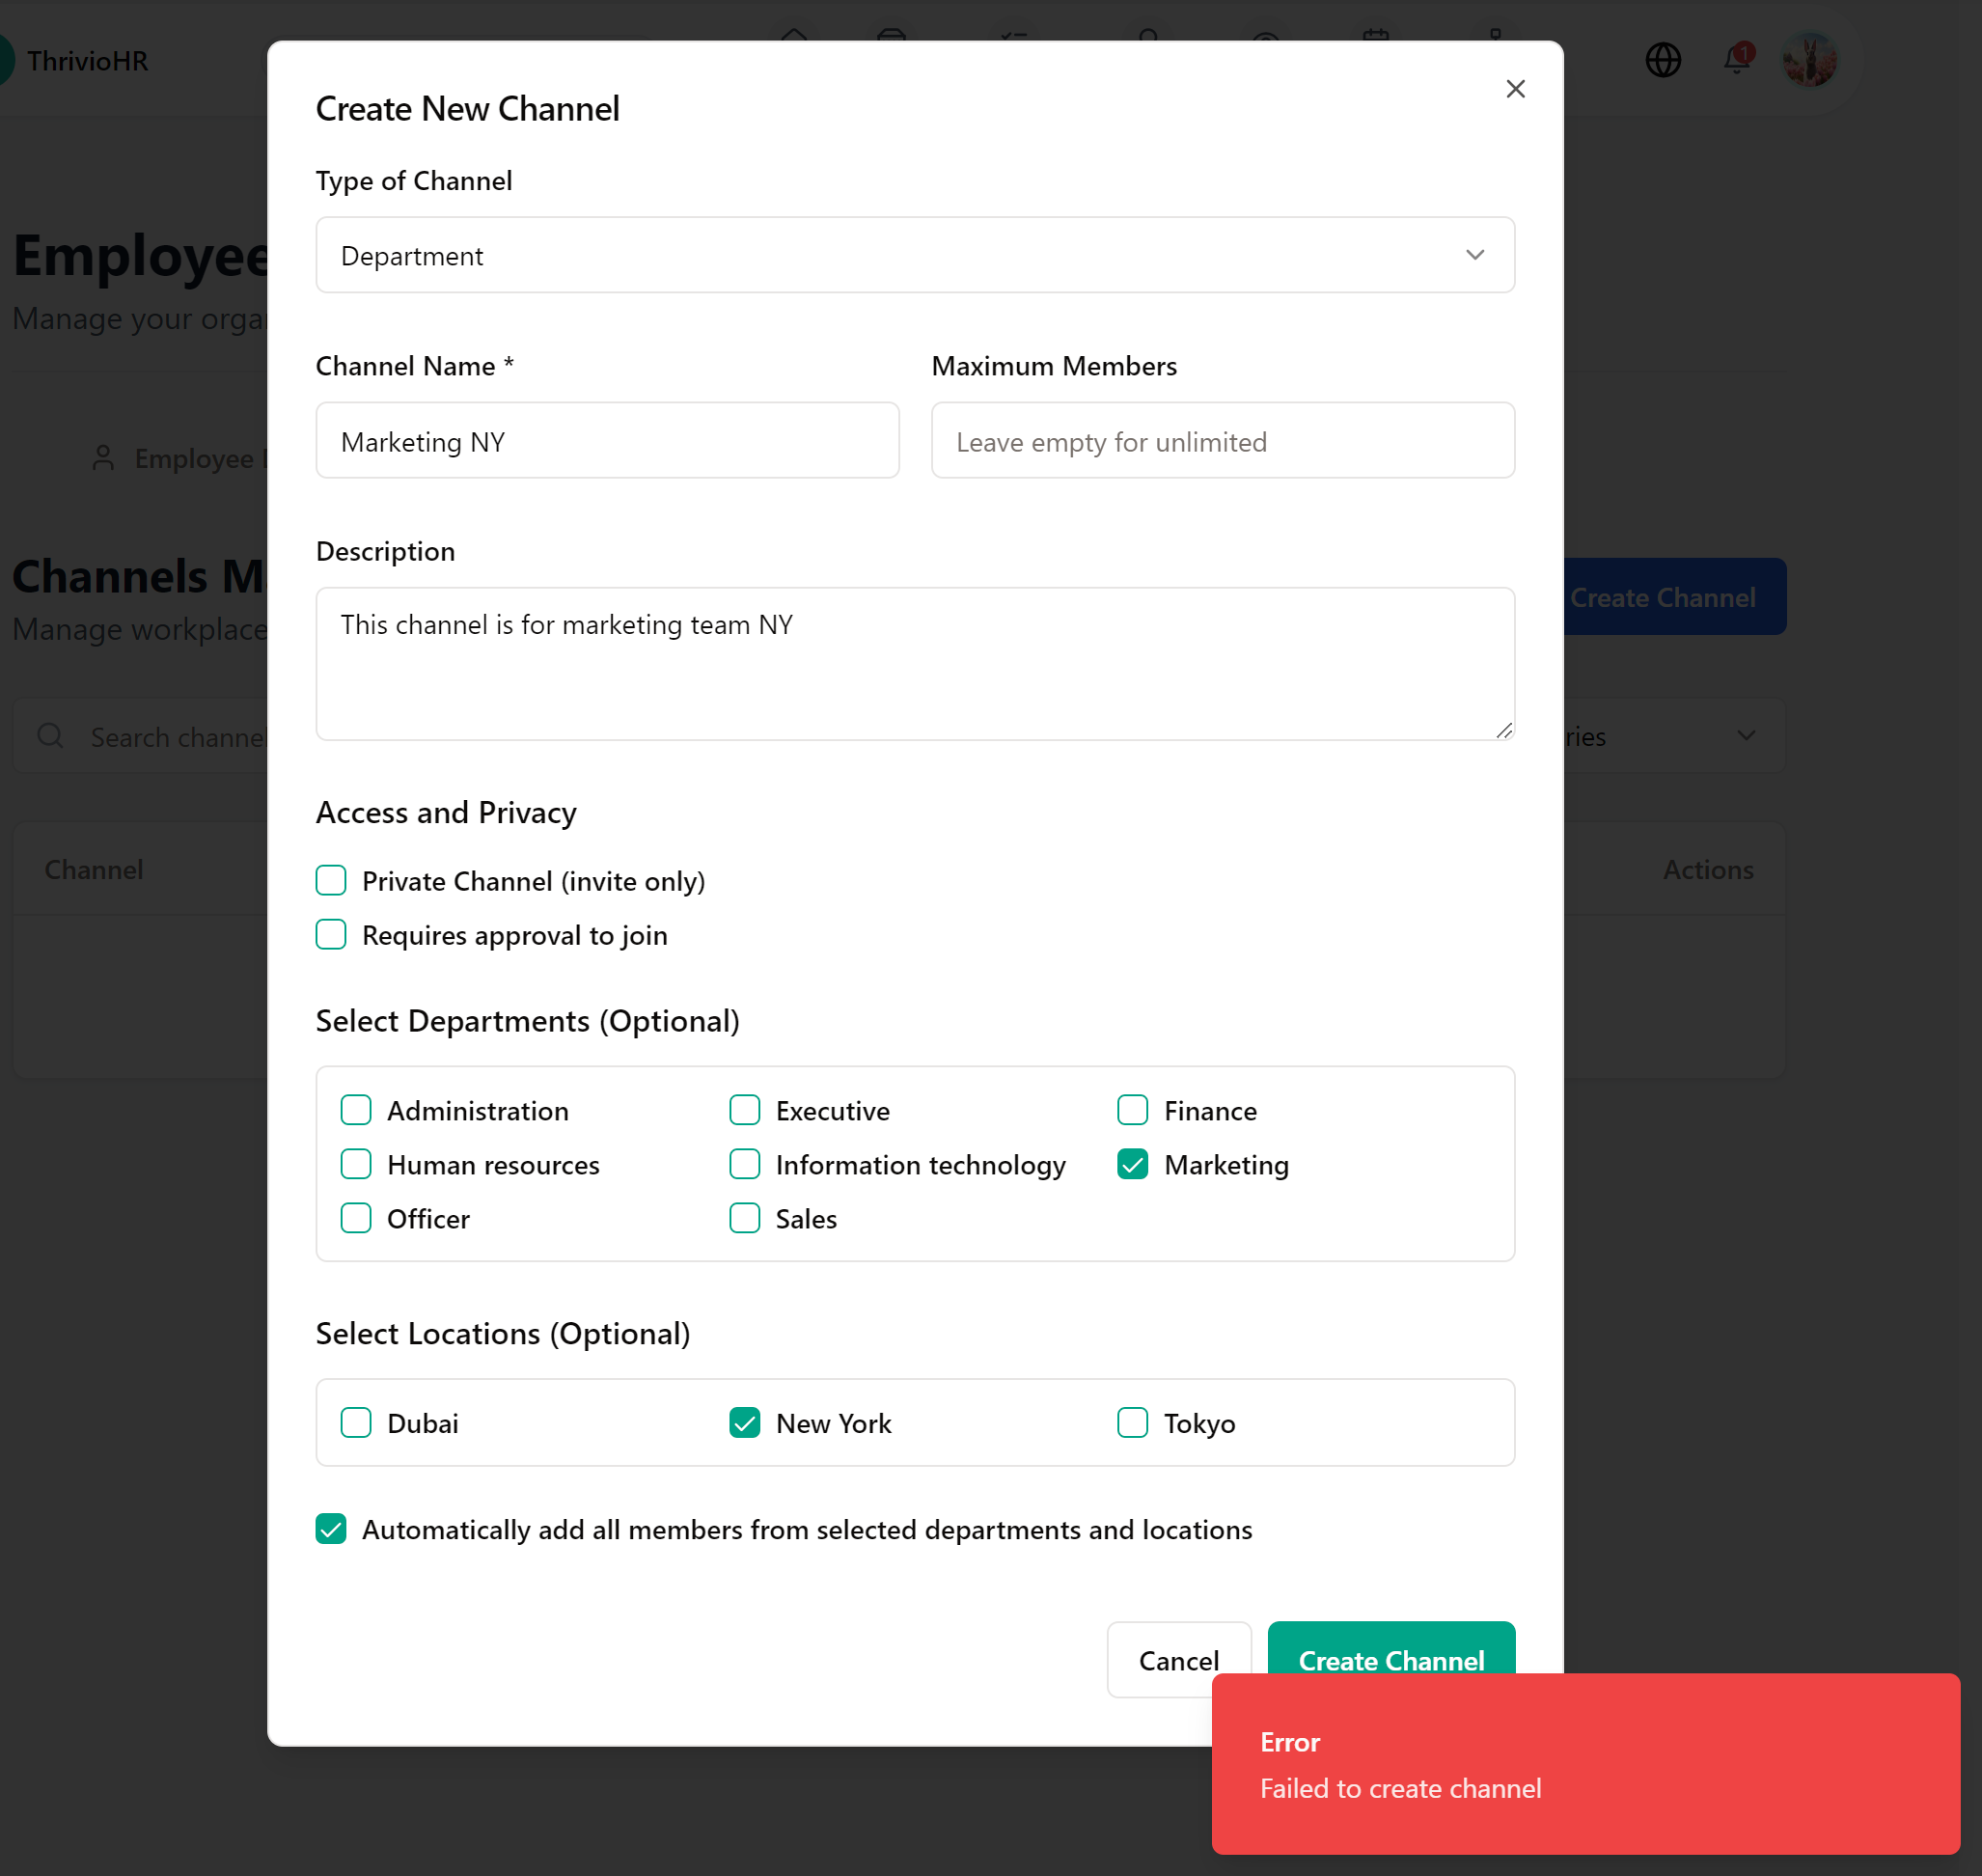 ThrivioHR
1
Create New Channel
Type of Channel
Department
Employee
Manage your organ
Channel Name *
Maximum Members
Marketing NY
Leave empty for unlimited
Employee
Description
Channels M
Manage workplace
Create Channel
This channel is for marketing team NY
Search channel
ries
Access and Privacy
Channel
Actions
Private Channel (invite only)
Requires approval to join
Select Departments (Optional)
Administration
Executive
Finance
Human resources
Information technology
Marketing
Officer
Sales
Select Locations (Optional)
Dubai
New York
Tokyo
Automatically add all members from selected departments and locations
Cancel
Create Channel
Error
Failed to create channel